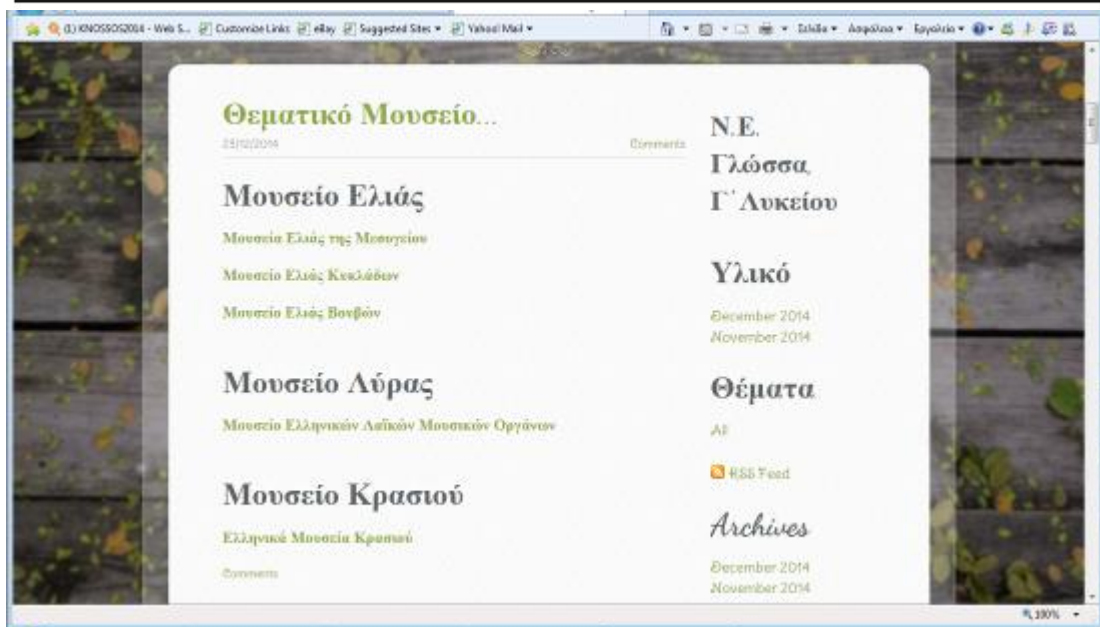 (1) KNOSSOS2014 - Web S... Customize Links eBay Suggested Sites Yahoo! Mail Σελίδα Ασφάλεια Εργαλεία
Θεματικό Μουσείο...
23/12/2014 Comments
Μουσείο Ελιάς
Μουσεία Ελιάς της Μεσογείου
Μουσείο Ελιάς Κυκλάδων
Μουσείο Ελιάς Βουβών
Μουσείο Λύρας
Μουσείο Ελληνικών Λαϊκών Μουσικών Οργάνων
Μουσείο Κρασιού
Ελληνικά Μουσεία Κρασιού
Comments
Ν.Ε.
Γλώσσα
Γ΄ Λυκείου
Υλικό
December 2014
November 2014
Θέματα
All
RSS Feed
Archives
December 2014
November 2014
100%